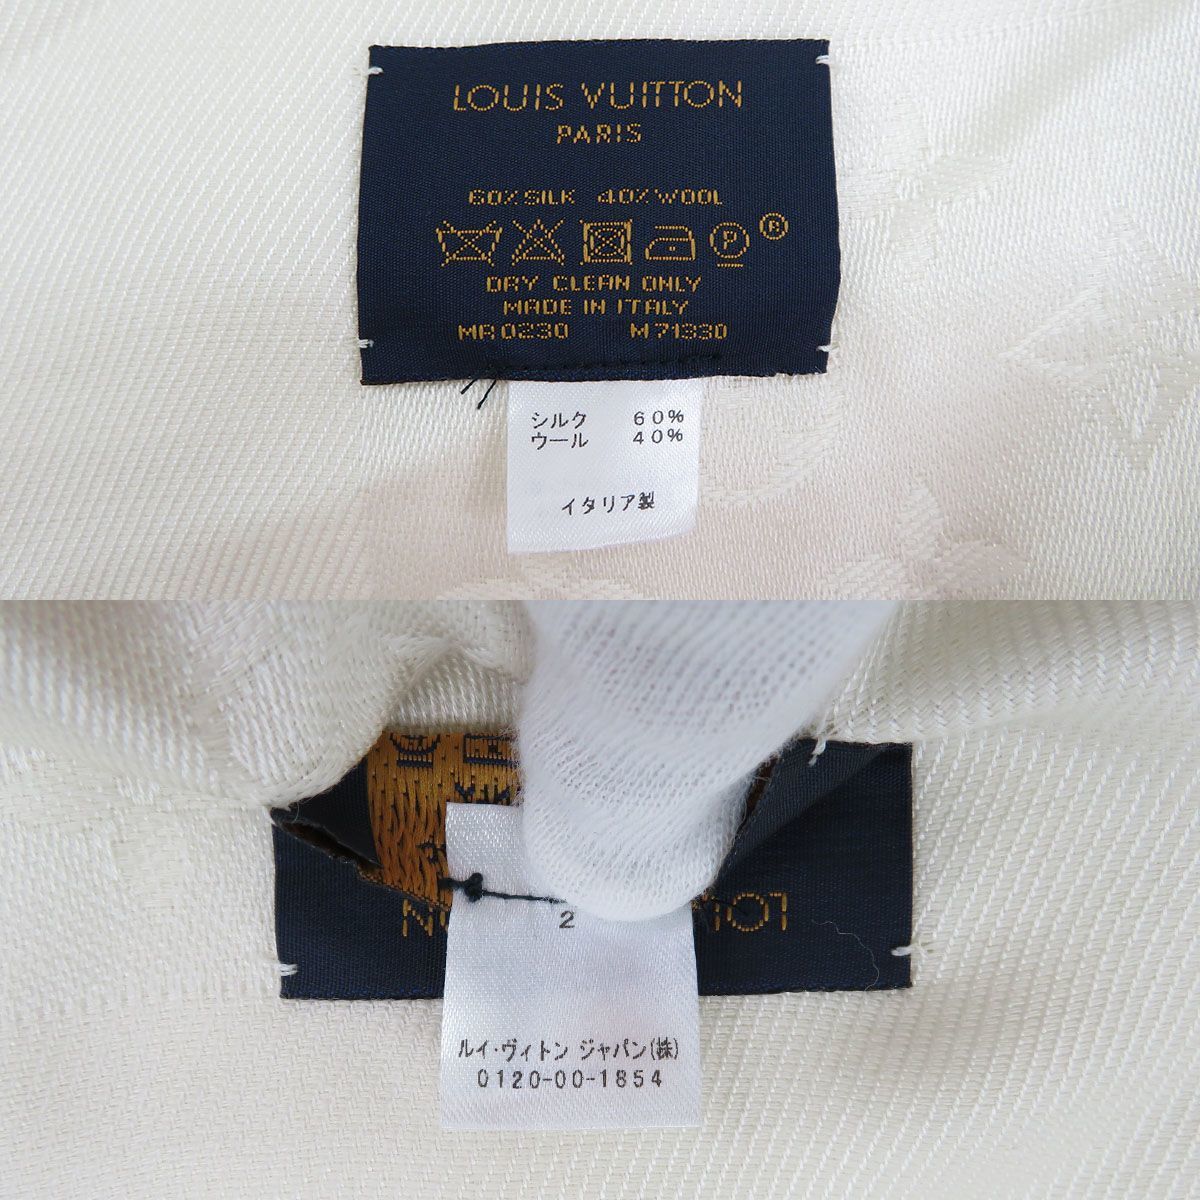 LOUIS VUITTON
PARIS
60% SILK 40% WOOL
P R
DRY CLEAN ONLY
MADE IN ITALY
MR0230 M71330
シルク 60%
ウール 40%
イタリア製
2
ルイ・ヴィトン ジャパン(株)
0120-00-1854